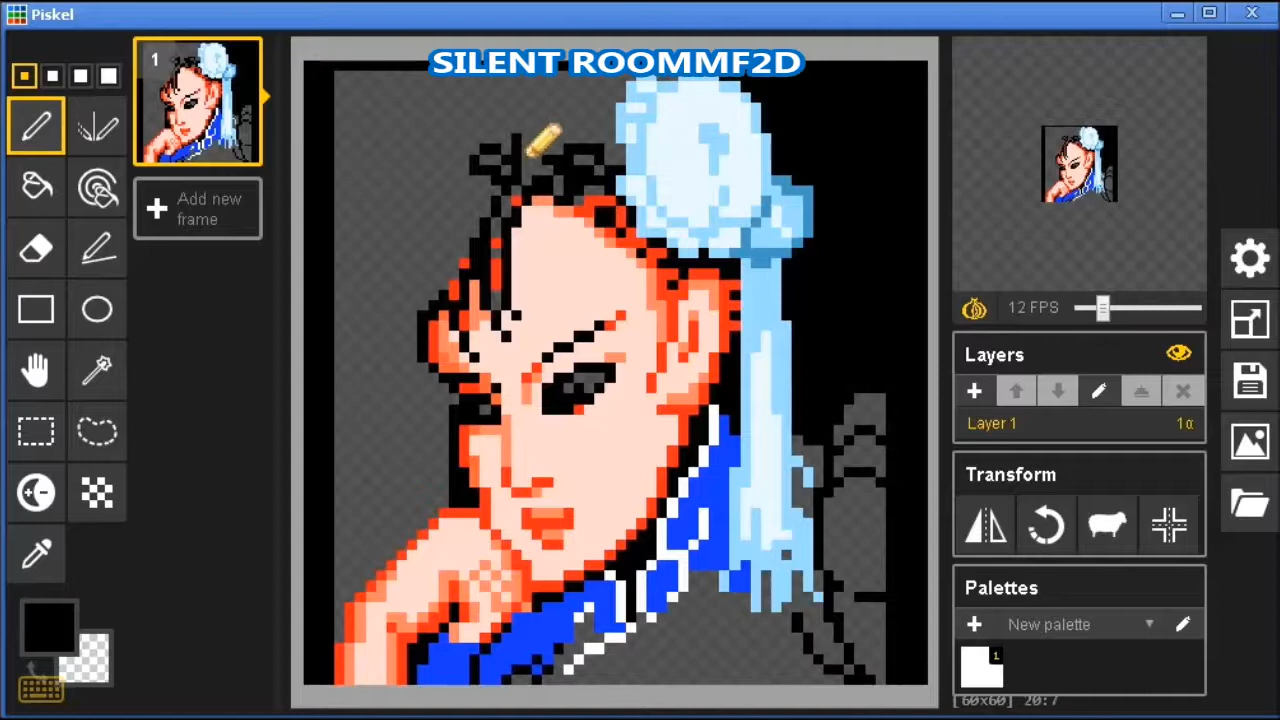 Piskel
SILENT ROOMMF2D
1
Add new
frame
12 FPS
Layers
Layer 1
1α
Transform
Palettes
New palette
1
[60x60] 20:7